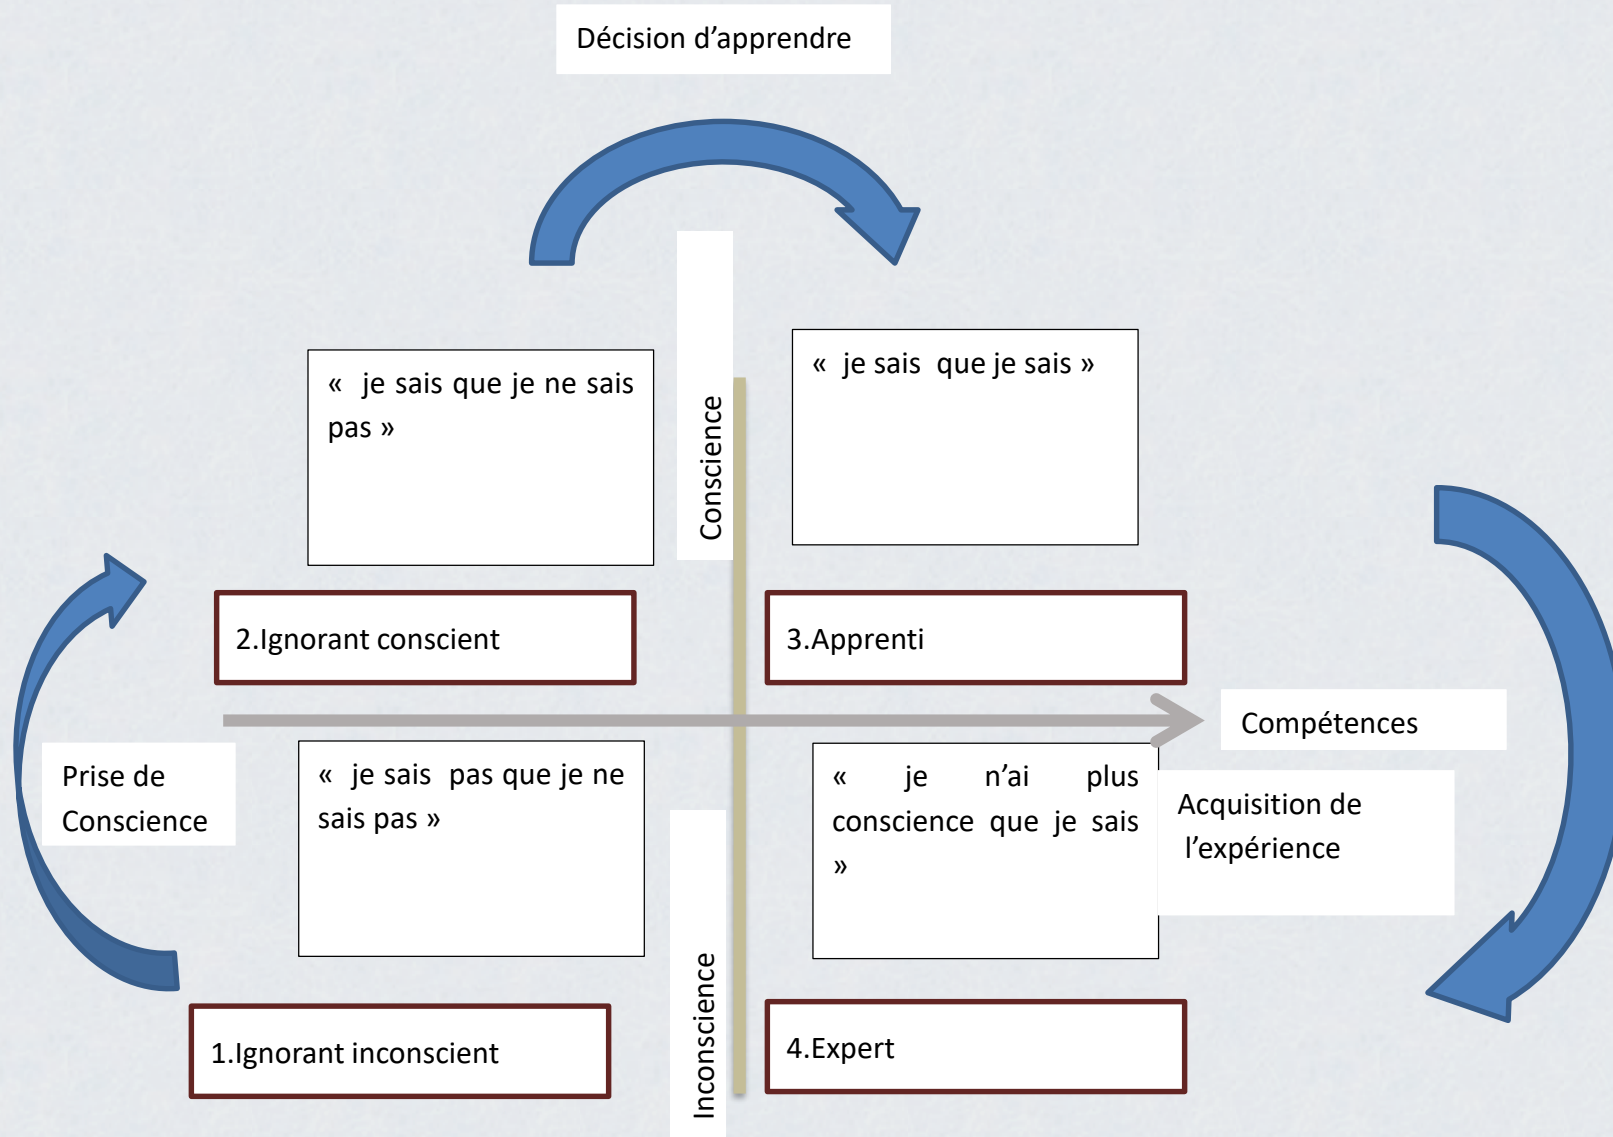 Décision d’apprendre
Conscience
« je sais que je ne sais
pas »
« je sais que je sais »
2.Ignorant conscient
3.Apprenti
Compétences
Prise de
Conscience
« je sais pas que je ne
sais pas »
« je n’ai plus
conscience que je sais
»
Acquisition de
l’expérience
Inconscience
1.Ignorant inconscient
4.Expert